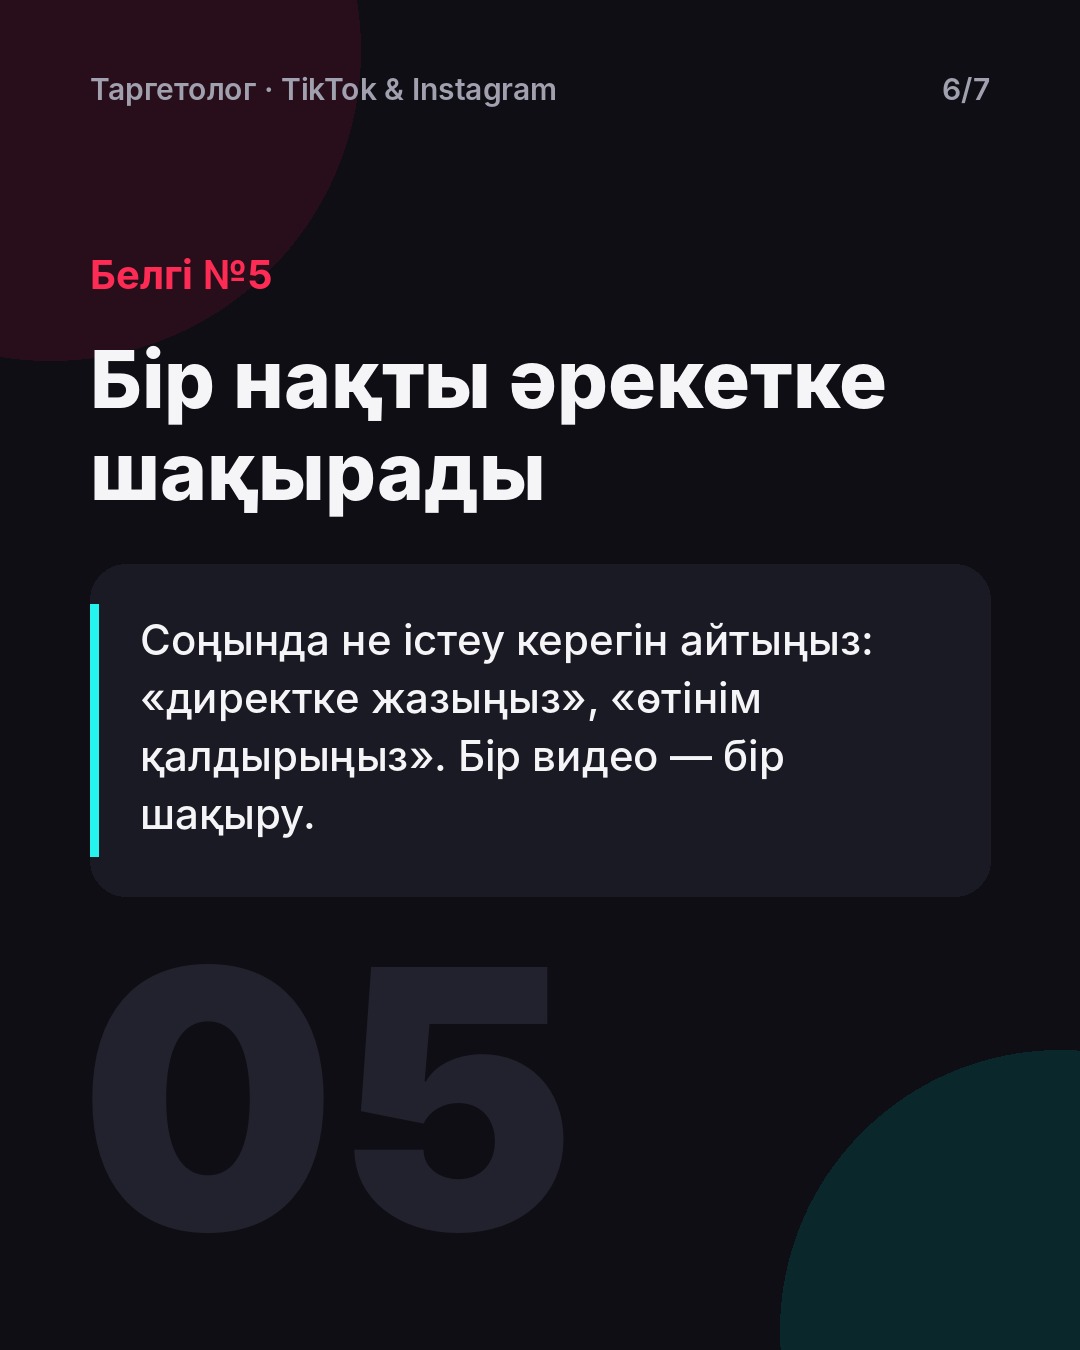 Таргетолог · TikTok & Instagram
6/7
Белгі №5
Бір нақты әрекетке
шақырады
Соңында не істеу керегін айтыңыз:
«директке жазыңыз», «өтінім
қалдырыңыз». Бір видео — бір
шақыру.
05